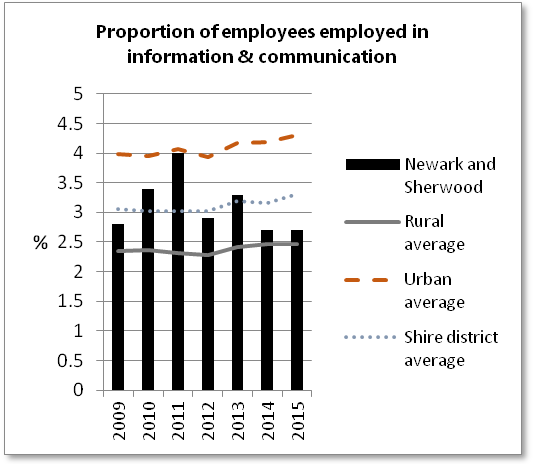 Proportion of employees employed in
information & communication
5
4.5
4
3.5
3
% 2.5
2
1.5
1
0.5
0
2009 2010 2011 2012 2013 2014 2015
Newark and
Sherwood
Rural
average
Urban
average
Shire district
average